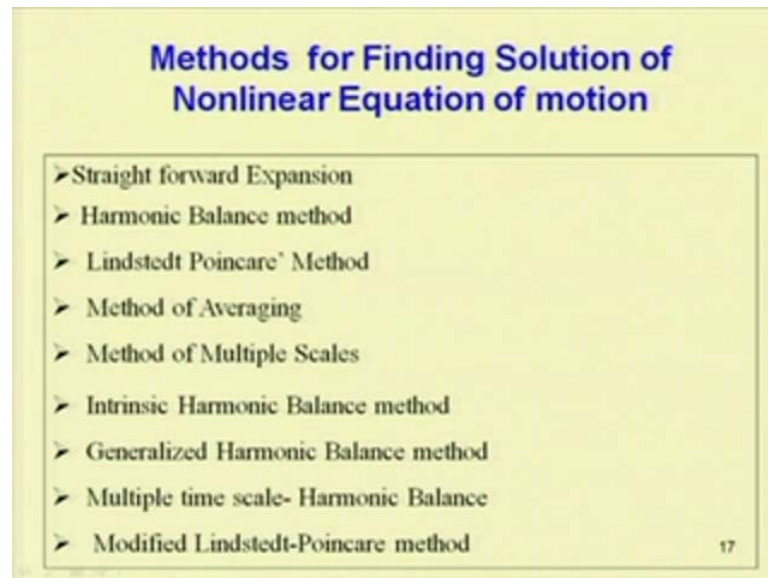 Methods for Finding Solution of
Nonlinear Equation of motion
➢Straight forward Expansion
➢ Harmonic Balance method
➢ Lindstedt Poincare’ Method
➢ Method of Averaging
➢ Method of Multiple Scales
➢ Intrinsic Harmonic Balance method
➢ Generalized Harmonic Balance method
➢ Multiple time scale- Harmonic Balance
➢ Modified Lindstedt-Poincare method
17